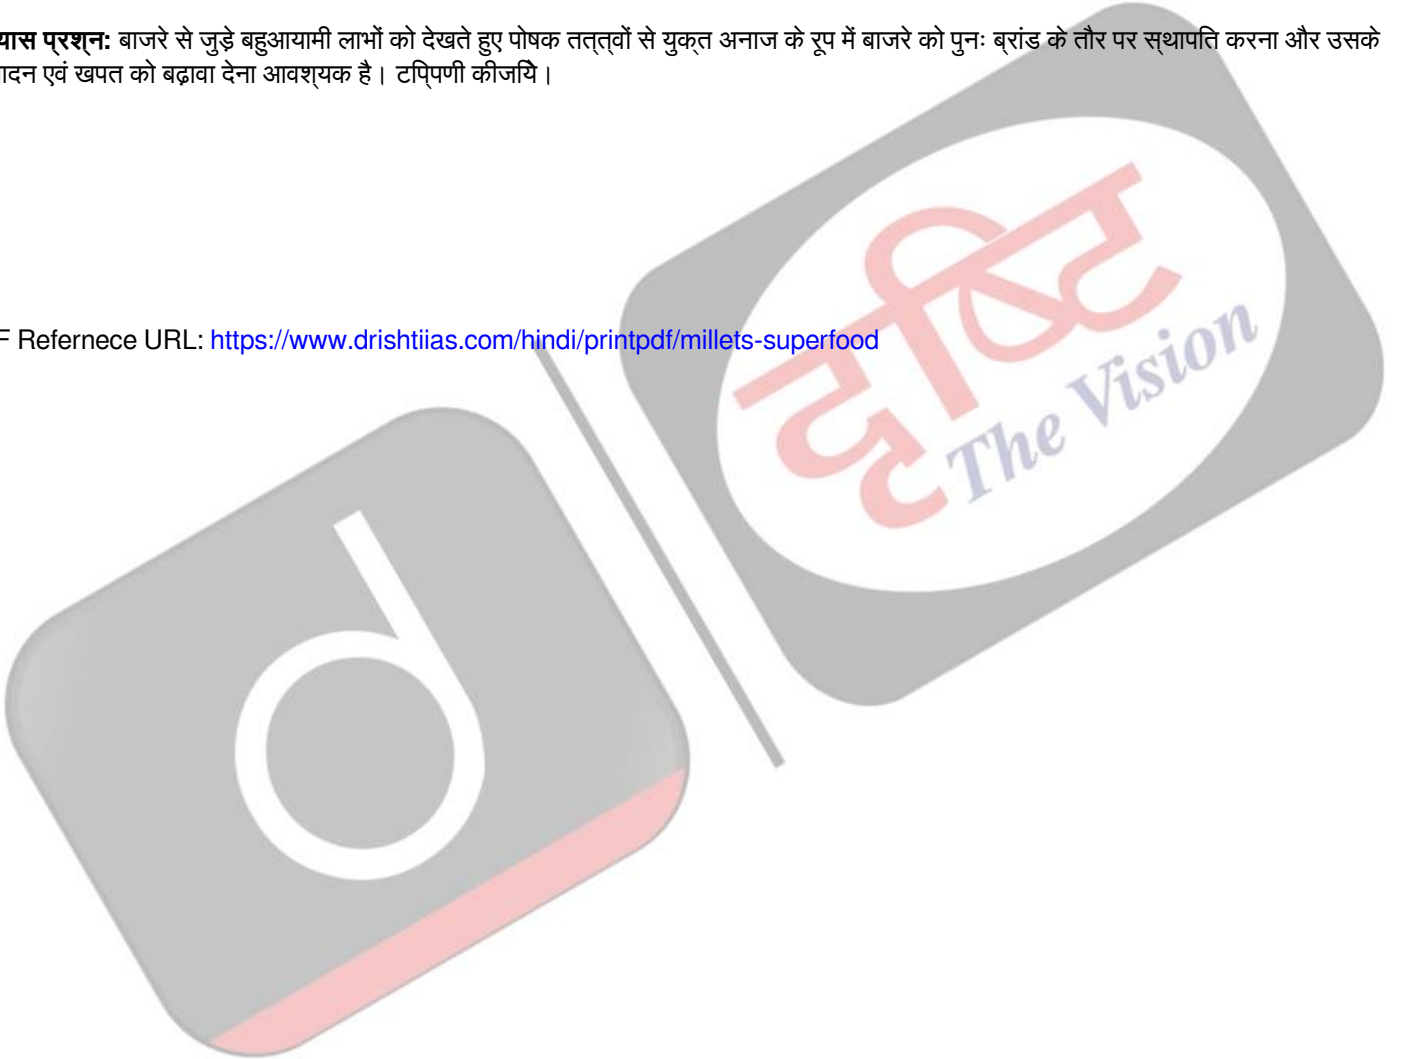 यास प्रश्न: बाजरे से जुड़े बहुआयामी लाभों को देखते हुए पोषक तत्त्वों से युक्त अनाज के रूप में बाजरे को पुनः ब्रांड के तौर पर स्थापित करना और उसके
ादन एवं खपत को बढ़ावा देना आवश्यक है। टिप्पणी कीजिये।
F Refernece URL: https://www.drishtiias.com/hindi/printpdf/millets-superfood
दृष्टि
The Vision
d